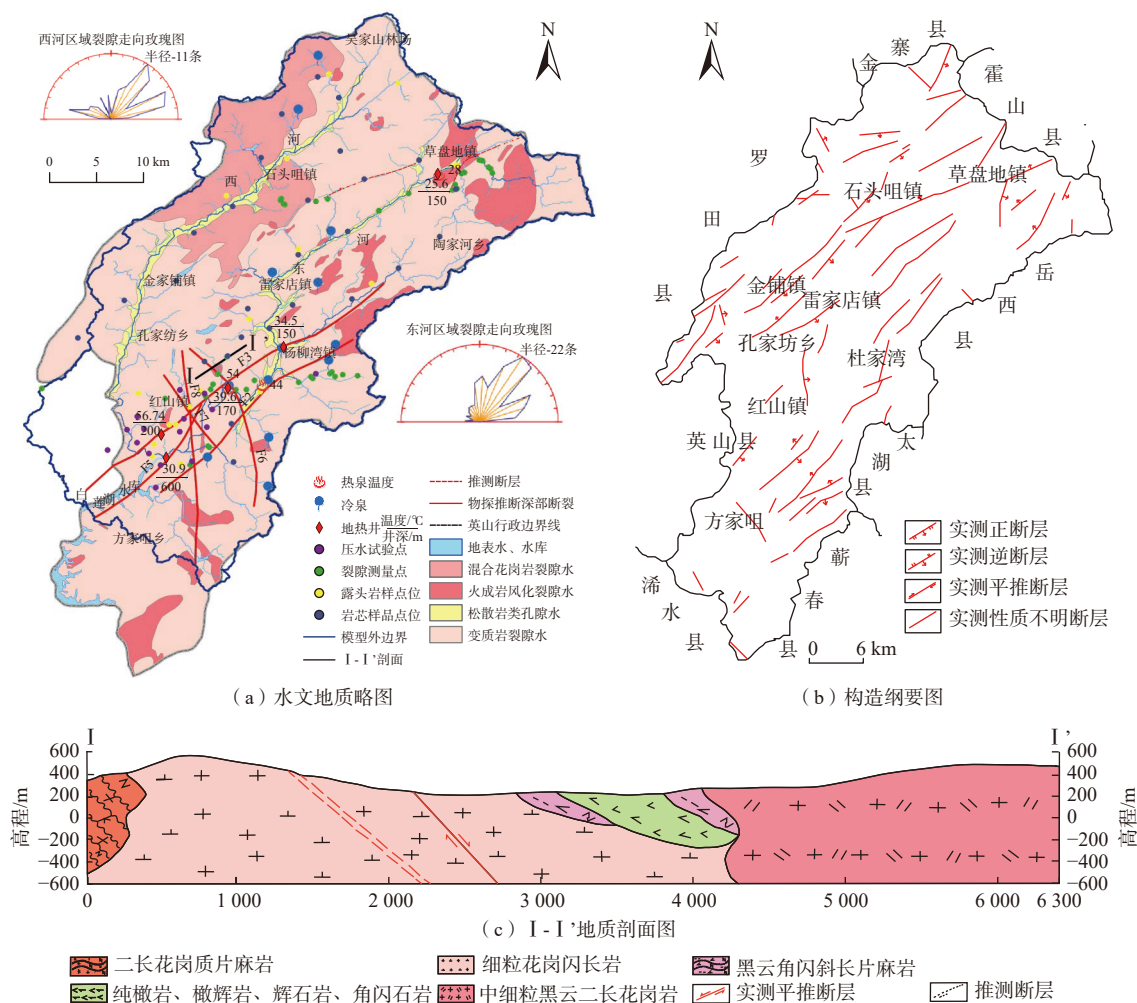 西河区域裂隙走向玫瑰图
半径-11条
N
0 5 10 km
吴家山林场
河
西
石头咀镇
草盘地镇
28
25.6
150
河
东
陶家河乡
金家铺镇
雷家店镇
34.5
150
孔家坊乡
I
I’
F3
杨柳湾镇
54
F8
39.6
170
44
红山镇
F7
56.74
200
F5
F6
30.9
600
白
莲
湖
水
库
方家咀乡
东河区域裂隙走向玫瑰图
半径-22条
热泉温度
冷泉
地热井 温度/℃
井深/m
压水试验点
裂隙测量点
露头岩样点位
岩芯样品点位
模型外边界
I-I’剖面
推测断层
物探推断深部断裂
英山行政边界线
地表水、水库
混合花岗岩裂隙水
火成岩风化裂隙水
松散岩类孔隙水
变质岩裂隙水
（a）水文地质略图
N
金 寨 县
霍
山
县
罗
田
县
石头咀镇
草盘地镇
金铺镇
雷家店镇
孔家坊乡
杜家湾
岳
西
县
红山镇
英山县
太
湖
县
方家咀
蕲
春
县
浠
水
县
0 6 km
实测正断层
实测逆断层
实测平推断层
实测性质不明断层
（b）构造纲要图
I
I’
600
400
200
0
−200
−400
−600
高程/m
600
400
200
0
−200
−400
−600
高程/m
0 1 000 2 000 3 000 4 000 5 000 6 000 6 300
（c）I-I’地质剖面图
二长花岗质片麻岩
细粒花岗闪长岩
黑云角闪斜长片麻岩
纯橄岩、橄辉岩、辉石岩、角闪石岩
中细粒黑云二长花岗岩
实测平推断层
推测断层